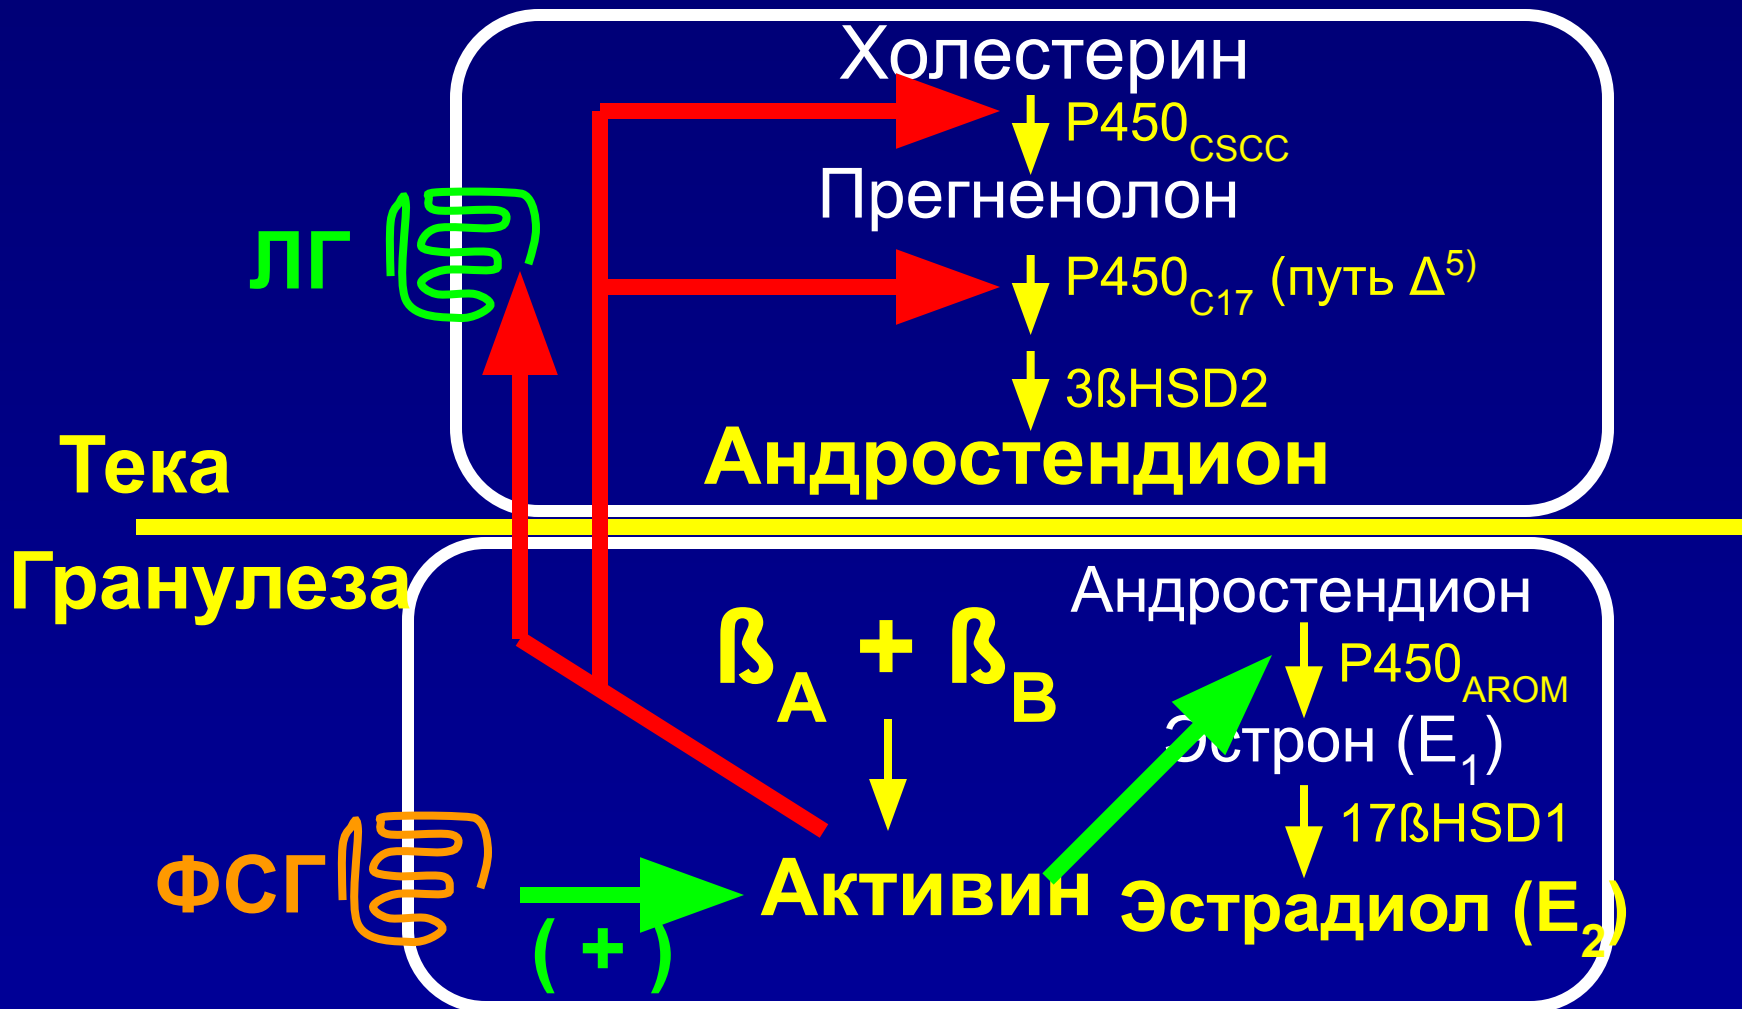 Холестерин
P450CSCC
Прегненолон
ЛГ
P450C17 (путь Δ5)
3ßHSD2
Тека
Андростендион
Гранулеза
Андростендион
ßA + ßB
P450AROM
Эстрон (E1)
17ßHSD1
ФСГ
Активин
Эстрадиол (E2)
( + )